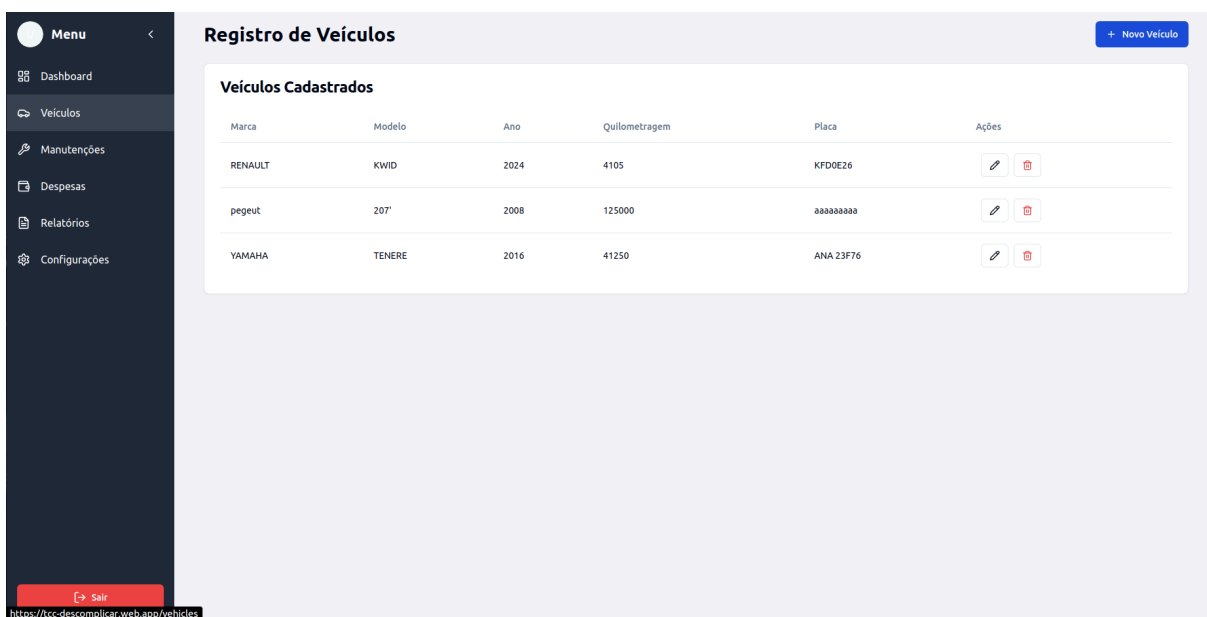 Menu
Dashboard
Veículos
Manutenções
Despesas
Relatórios
Configurações
Sair
https://tcc-descomplicar.web.app/vehicles
Registro de Veículos
+ Novo Veículo
Veículos Cadastrados
Marca Modelo Ano Quilometragem Placa Ações
RENAULT KWID 2024 4105 KFD0E26
pegeut 207' 2008 125000 aaaaaaaaa
YAMAHA TENERE 2016 41250 ANA 23F76